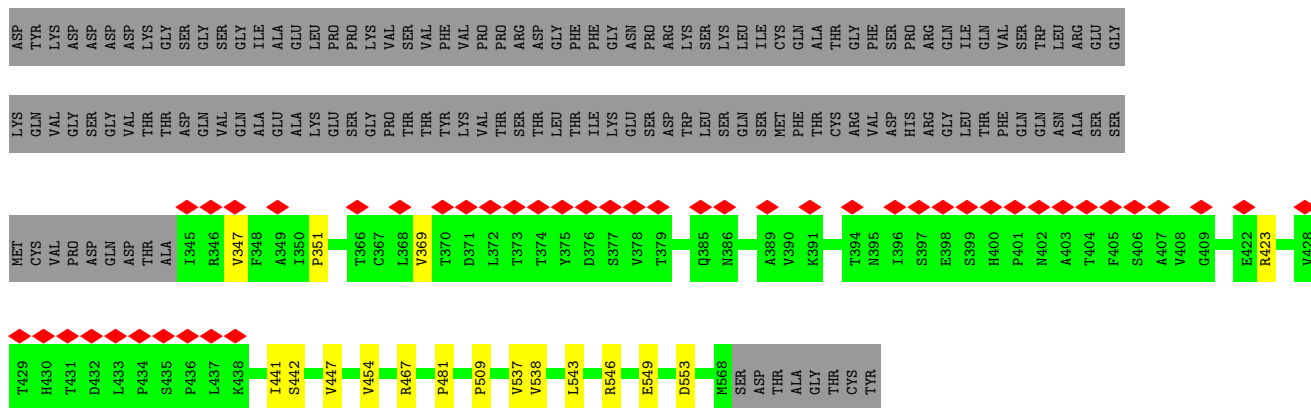 ASP TYR LYS ASP ASP ASP ASP LYS GLY SER GLY SER GLY ILE ALA GLU LEU PRO PRO LYS VAL SER VAL PHE VAL PRO PRO ARG ASP GLY PHE PHE GLY ASN PRO ARG LYS SER LYS LEU ILE CYS GLN ALA THR GLY PHE SER PRO ARG GLN ILE GLN VAL SER TRP LEU ARG GLU GLY
LYS GLN VAL GLY SER GLY VAL THR THR ASP GLN VAL GLN ALA GLU ALA LYS GLU SER GLY PRO THR THR TYR LYS VAL THR SER THR LEU THR ILE LYS GLU SER ASP TRP LEU SER GLN SER MET PHE THR CYS ARG VAL ASP HIS ARG GLY LEU THR PHE GLN GLN ASN ALA SER SER
MET CYS VAL PRO ASP GLN ASP THR ALA I345 R346 V347 F348 A349 I350 P351 T366 C367 L368 V369 T370 D371 L372 T373 T374 Y375 D376 S377 V378 T379 Q385 N386 A389 V390 K391 T394 N395 I396 S397 E398 S399 H400 P401 N402 A403 T404 F405 S406 A407 V408 G409 E422 R423 V428
T429 H430 T431 D432 L433 P434 S435 P436 L437 K438 I441 S442 V447 V454 R467 P481 P509 V537 V538 L543 R546 E549 D553 M568 SER ASP THR ALA GLY THR CYS TYR